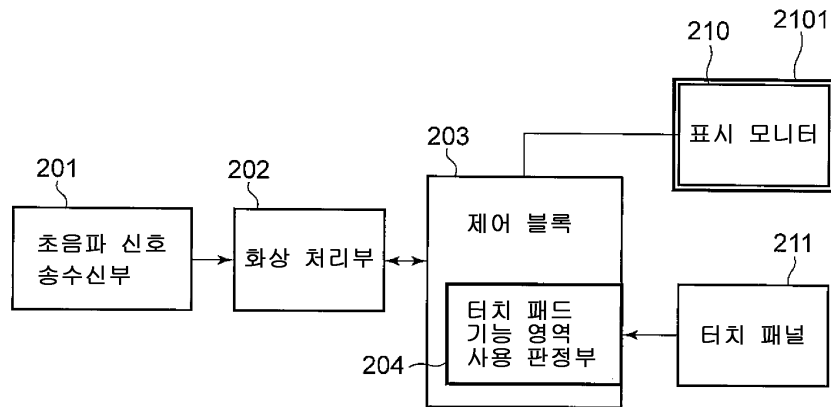 210
2101
표시 모니터
201
202
203
초음파 신호
송수신부
화상 처리부
제어 블록
211
터치 패드
기능 영역
사용 판정부
204
터치 패널